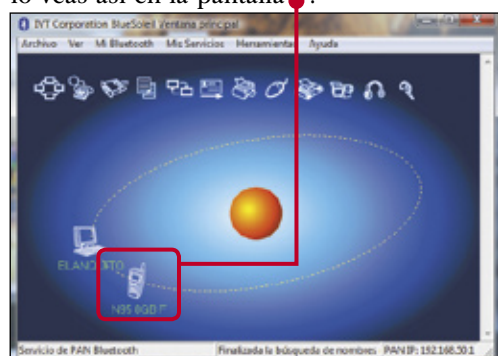 lo veas así en la pantalla ?
IVT Corporation BlueSoleil Ventana principal
Archivo Ver Mi Bluetooth Mis Servicios Herramientas Ayuda
ELANCHITO
N95 8GB F
Servicio de PAN Bluetooth Finalizada la búsqueda de nombres PAN IP: 192.168.50.1